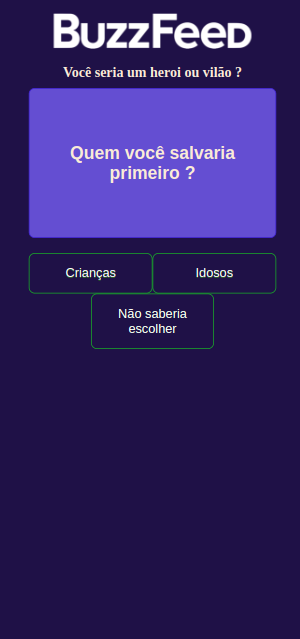 BuzzFeed
Você seria um heroi ou vilão ?
Quem você salvaria
primeiro ?
Crianças
Idosos
Não saberia
escolher